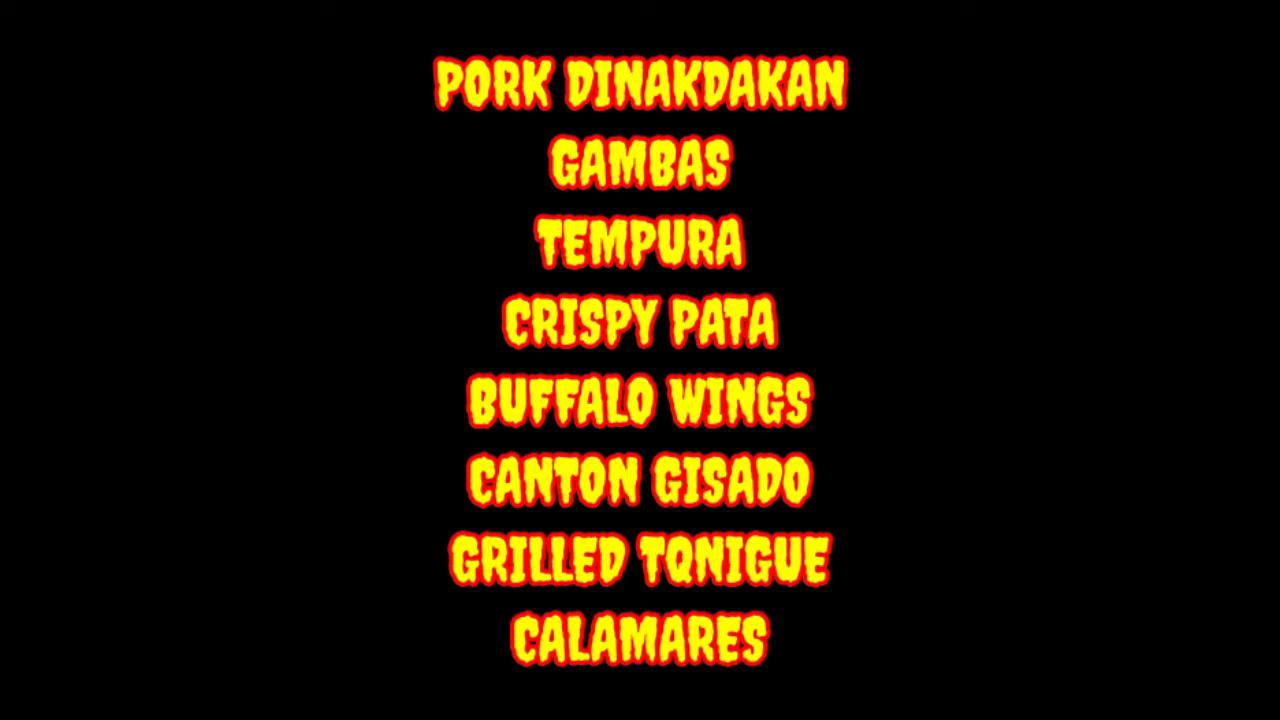 PORK DINAKDAKAN
GAMBAS
TEMPURA
CRISPY PATA
BUFFALO WINGS
CANTON GISADO
GRILLED TQNIGUE
CALAMARES